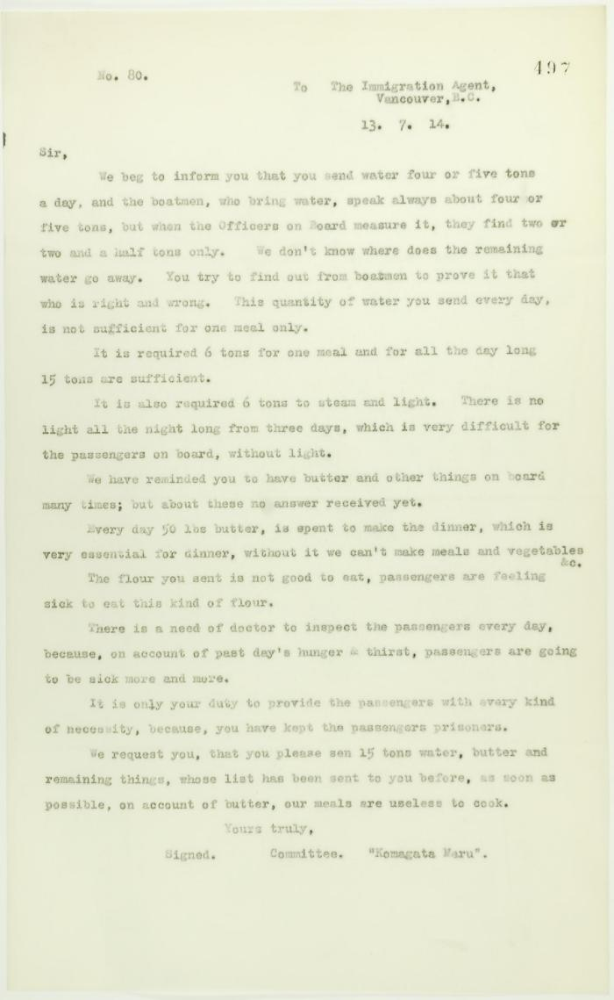 497
No. 80.
To The Immigration Agent,
Vancouver, B.C.
13. 7. 14.
Sir,
We beg to inform you that you send water four or five tons
a day, and the boatmen, who bring water, speak always about four or
five tons, but when the Officers on Board measure it, they find two or
two and a half tons only. We don't know where does the remaining
water go away. You try to find out from boatmen to prove it that
who is right and wrong. This quantity of water you send every day,
is not sufficient for one meal only.
It is required 6 tons for one meal and for all the day long
15 tons are sufficient.
It is also required 6 tons to steam and light. There is no
light all the night long from three days, which is very difficult for
the passengers on board, without light.
We have reminded you to have butter and other things on board
many times; but about these no answer received yet.
Every day 50 lbs butter, is spent to make the dinner, which is
very essential for dinner, without it we can't make meals and vegetables
&c.
The flour you sent is not good to eat, passengers are feeling
sick to eat this kind of flour.
There is a need of doctor to inspect the passengers every day,
because, on account of past day's hunger & thirst, passengers are going
to be sick more and more.
It is only your duty to provide the passengers with every kind
of necessity, because, you have kept the passengers prisoners.
We request you, that you please sen 15 tons water, butter and
remaining things, whose list has been sent to you before, as soon as
possible, on account of butter, our meals are useless to cook.
Yours truly,
Signed. Committee. "Komagata Maru".